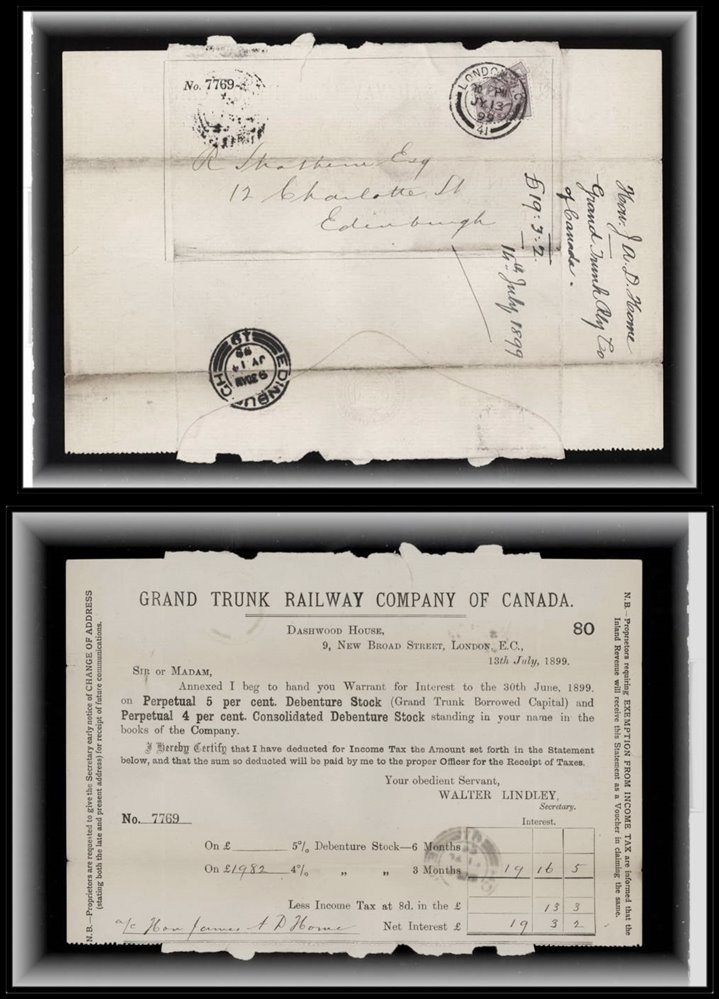 No. 7769
LONDON E.C
JY 13
99
41
R Strathern Esq
12 Charlotte St
Edinburgh
Hon. J A. D. Home
Grand Trunk Rly Co
of Canada.
£19: 3: 2.
14th July 1899
EDINBURGH
9 30AM
JY 14
99
GRAND TRUNK RAILWAY COMPANY OF CANADA.
80
DASHWOOD HOUSE,
9, NEW BROAD STREET, LONDON, E.C.,
13th July, 1899.
SIR OR MADAM,
Annexed I beg to hand you Warrant for Interest to the 30th June, 1899.
on Perpetual 5 per cent. Debenture Stock (Grand Trunk Borrowed Capital) and
Perpetual 4 per cent. Consolidated Debenture Stock standing in your name in the
books of the Company.
I Hereby Certify that I have deducted for Income Tax the Amount set forth in the Statement
below, and that the sum so deducted will be paid by me to the proper Officer for the Receipt of Taxes.
Your obedient Servant,
WALTER LINDLEY,
Secretary.
No. 7769
Interest.
On £ 5% Debenture Stock—6 Months
On £1982 4% „ „ 3 Months 19 16 5
Less Income Tax at 8d. in the £ 13 3
a/c Hon James A D Home Net Interest £ 19 3 2
N.B.—Proprietors are requested to give the Secretary early notice of CHANGE OF ADDRESS
(stating both the late and present address) for receipt of future communications.
N.B.—Proprietors requiring EXEMPTION FROM INCOME TAX are informed that the
Inland Revenue will receive this Statement as a Voucher in claiming the same.